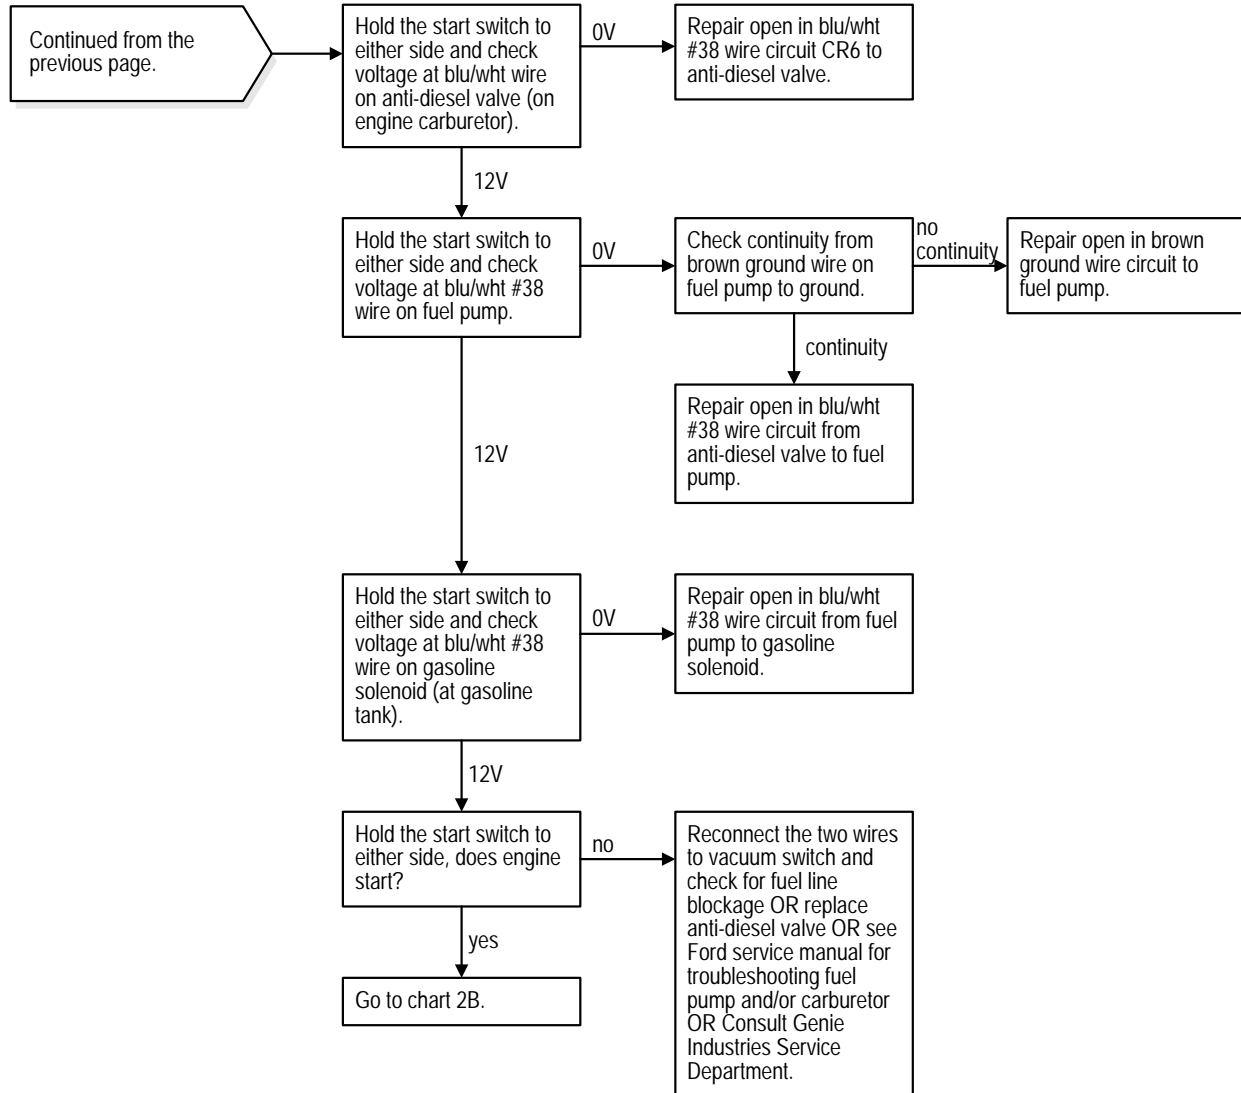 Continued from the
previous page.
Hold the start switch to
either side and check
voltage at blu/wht wire
on anti-diesel valve (on
engine carburetor).
0V
Repair open in blu/wht
#38 wire circuit CR6 to
anti-diesel valve.
12V
Hold the start switch to
either side and check
voltage at blu/wht #38
wire on fuel pump.
0V
Check continuity from
brown ground wire on
fuel pump to ground.
no
continuity
Repair open in brown
ground wire circuit to
fuel pump.
continuity
Repair open in blu/wht
#38 wire circuit from
anti-diesel valve to fuel
pump.
12V
Hold the start switch to
either side and check
voltage at blu/wht #38
wire on gasoline
solenoid (at gasoline
tank).
0V
Repair open in blu/wht
#38 wire circuit from fuel
pump to gasoline
solenoid.
12V
Hold the start switch to
either side, does engine
start?
no
Reconnect the two wires
to vacuum switch and
check for fuel line
blockage OR replace
anti-diesel valve OR see
Ford service manual for
troubleshooting fuel
pump and/or carburetor
OR Consult Genie
Industries Service
Department.
yes
Go to chart 2B.